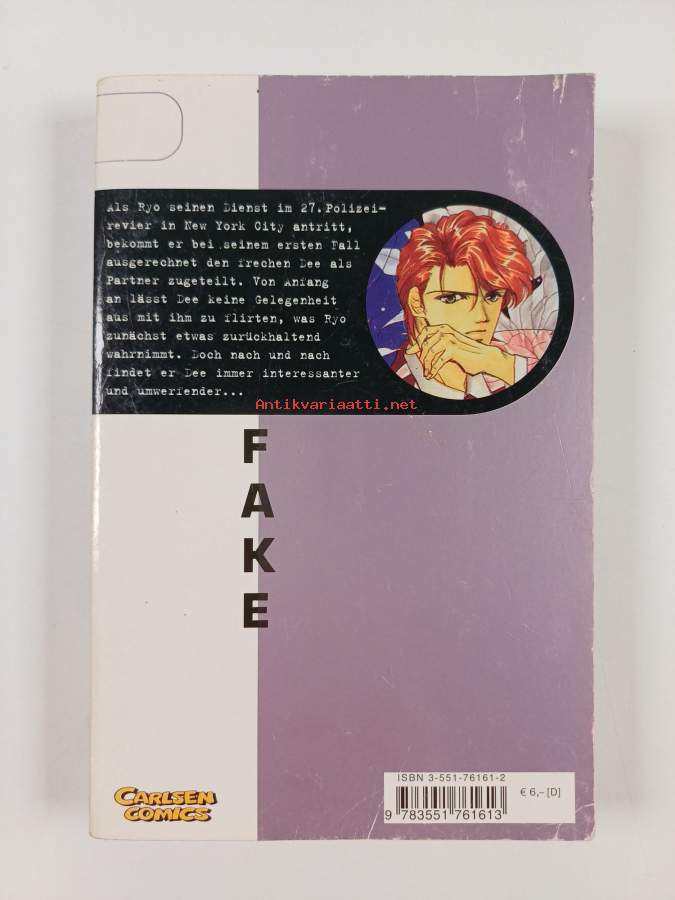 Als Ryo seinen Dienst im 27.Polizei-
revier in New York City antritt,
bekommt er bei seinem ersten Fall
ausgerechnet den frechen Dee als
Partner zugeteilt. Von Anfang
an lässt Dee keine Gelegenheit
aus mit ihm zu flirten, was Ryo
zunächst etwas zurückhaltend
wahrnimmt. Doch nach und nach
findet er Dee immer interessanter
und umwerfender...
Antikvariaatti.net
F
A
K
E
ISBN 3-551-76161-2
€ 6,– [D]
9 783551 761613
CARLSEN
COMICS